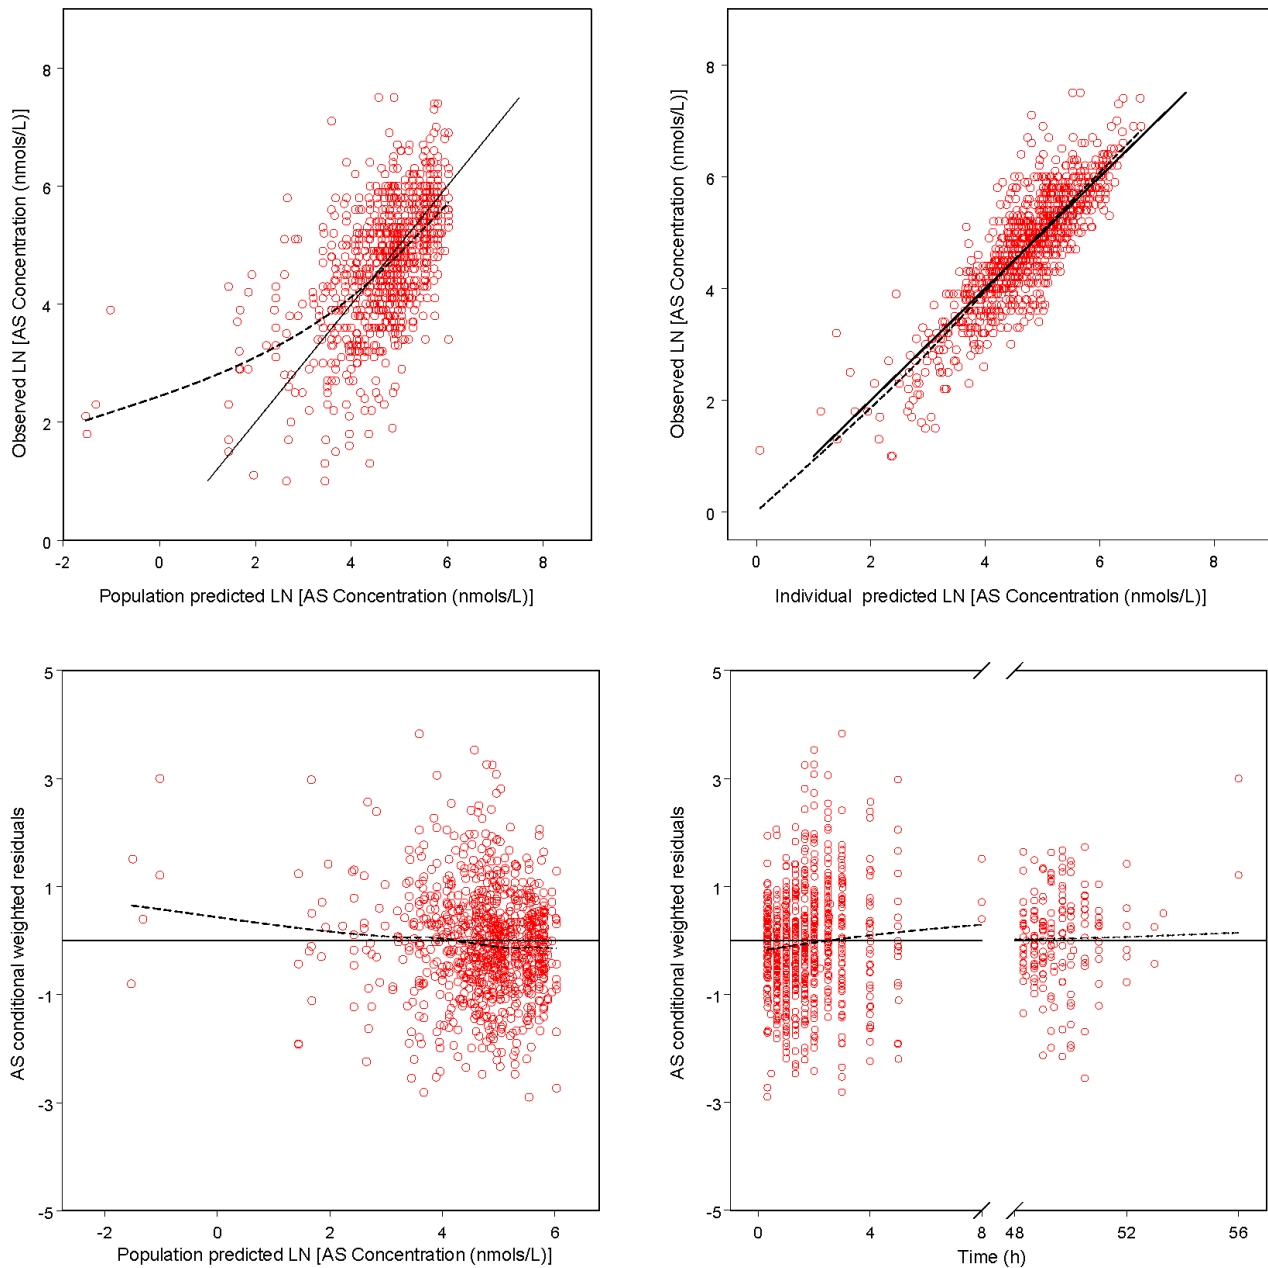 Observed LN [AS Concentration (nmols/L)]
8
6
4
2
0
-2 0 2 4 6 8
Population predicted LN [AS Concentration (nmols/L)]
Observed LN [AS Concentration (nmols/L)]
8
6
4
2
0
0 2 4 6 8
Individual predicted LN [AS Concentration (nmols/L)]
AS conditional weighted residuals
5
3
1
-1
-3
-5
-2 0 2 4 6
Population predicted LN [AS Concentration (nmols/L)]
AS conditional weighted residuals
5
3
1
-1
-3
-5
0 4 8 48 52 56
Time (h)